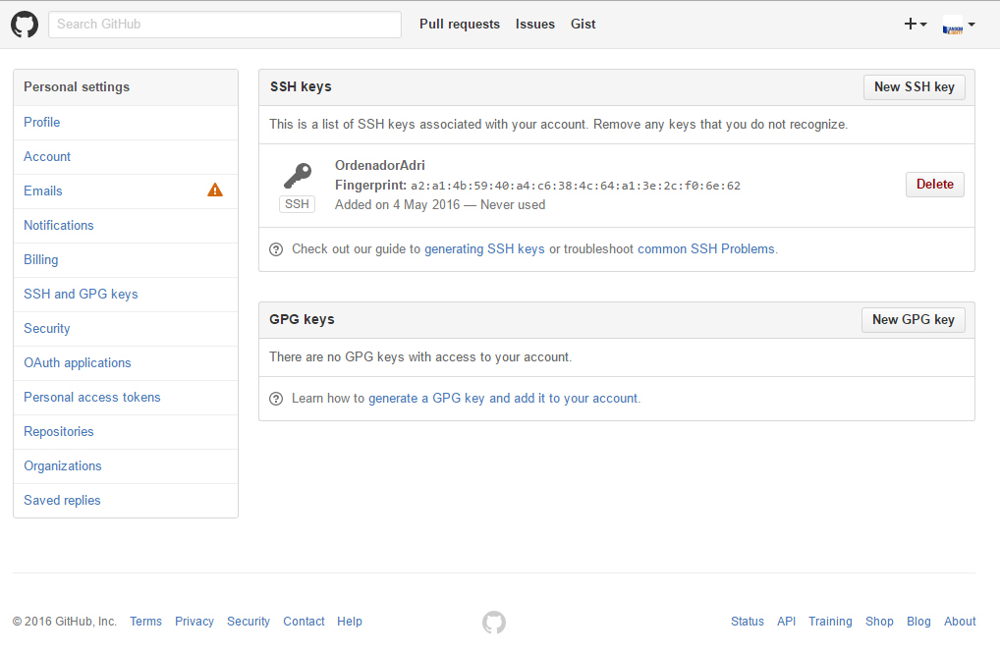 Search GitHub
Pull requests Issues Gist
Personal settings
Profile
Account
Emails
Notifications
Billing
SSH and GPG keys
Security
OAuth applications
Personal access tokens
Repositories
Organizations
Saved replies
SSH keys
New SSH key
This is a list of SSH keys associated with your account. Remove any keys that you do not recognize.
OrdenadorAdri
Fingerprint: a2:a1:4b:59:40:a4:c6:38:4c:64:a1:3e:2c:f0:6e:62
SSH
Added on 4 May 2016 — Never used
Delete
Check out our guide to generating SSH keys or troubleshoot common SSH Problems.
GPG keys
New GPG key
There are no GPG keys with access to your account.
Learn how to generate a GPG key and add it to your account.
© 2016 GitHub, Inc. Terms Privacy Security Contact Help
Status API Training Shop Blog About